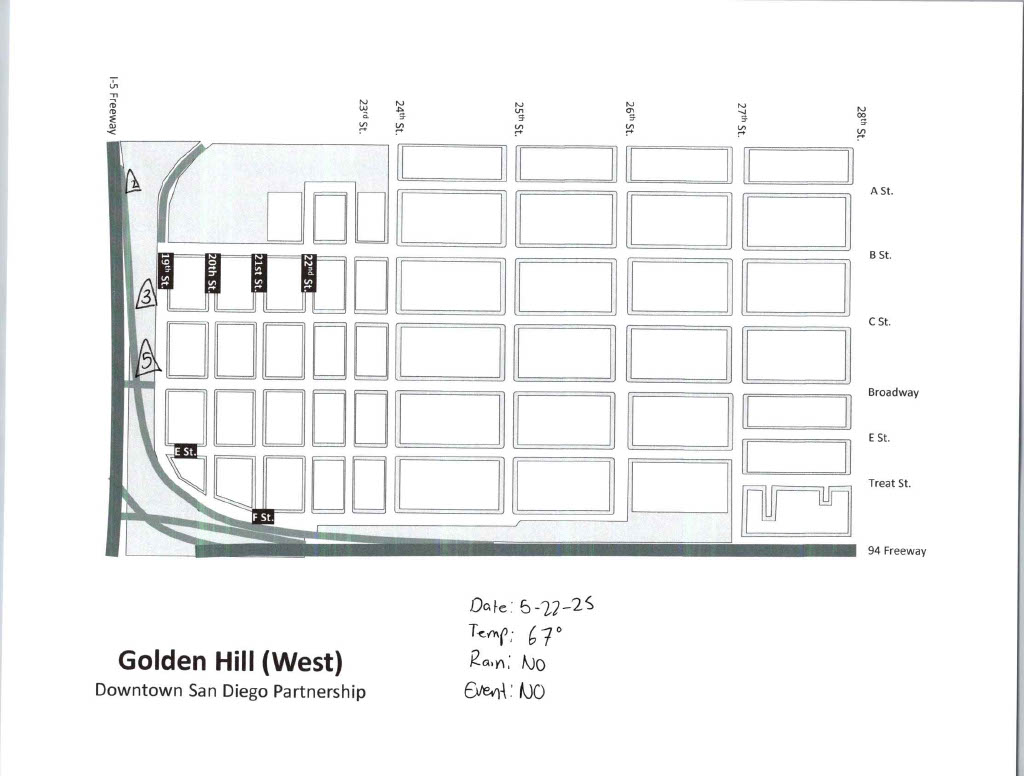 I-5 Freeway
23rd St.
24th St.
25th St.
26th St.
27th St.
28th St.
A St.
B St.
C St.
Broadway
E St.
Treat St.
94 Freeway
19th St.
20th St.
21st St.
22nd St.
3
5
E St.
F St.
Date: 5-22-25
Temp: 67°
Rain: NO
Event: NO
Golden Hill (West)
Downtown San Diego Partnership